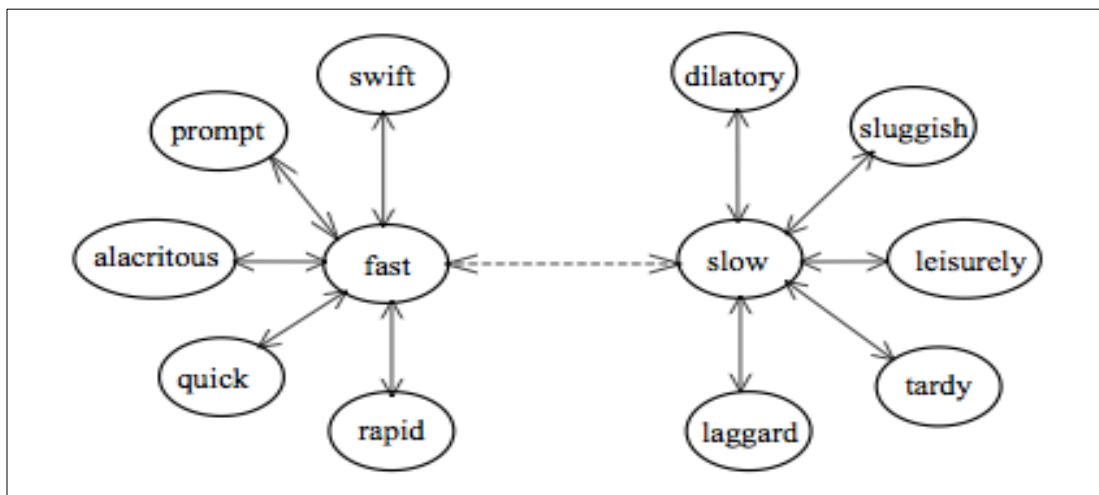 swift
dilatory
prompt
sluggish
alacritous
fast
slow
leisurely
quick
tardy
rapid
laggard